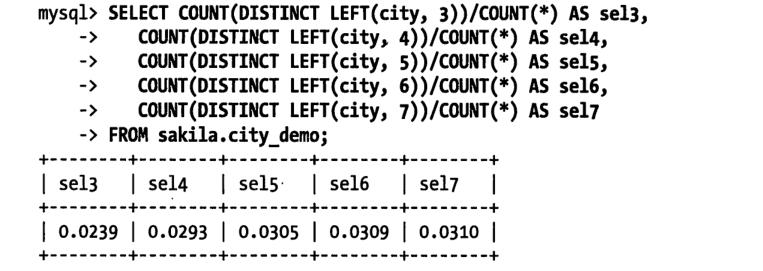 mysql> SELECT COUNT(DISTINCT LEFT(city, 3))/COUNT(*) AS sel3,
    ->     COUNT(DISTINCT LEFT(city, 4))/COUNT(*) AS sel4,
    ->     COUNT(DISTINCT LEFT(city, 5))/COUNT(*) AS sel5,
    ->     COUNT(DISTINCT LEFT(city, 6))/COUNT(*) AS sel6,
    ->     COUNT(DISTINCT LEFT(city, 7))/COUNT(*) AS sel7
    -> FROM sakila.city_demo;
+--------+--------+--------+--------+--------+
| sel3   | sel4   | sel5   | sel6   | sel7   |
+--------+--------+--------+--------+--------+
| 0.0239 | 0.0293 | 0.0305 | 0.0309 | 0.0310 |
+--------+--------+--------+--------+--------+